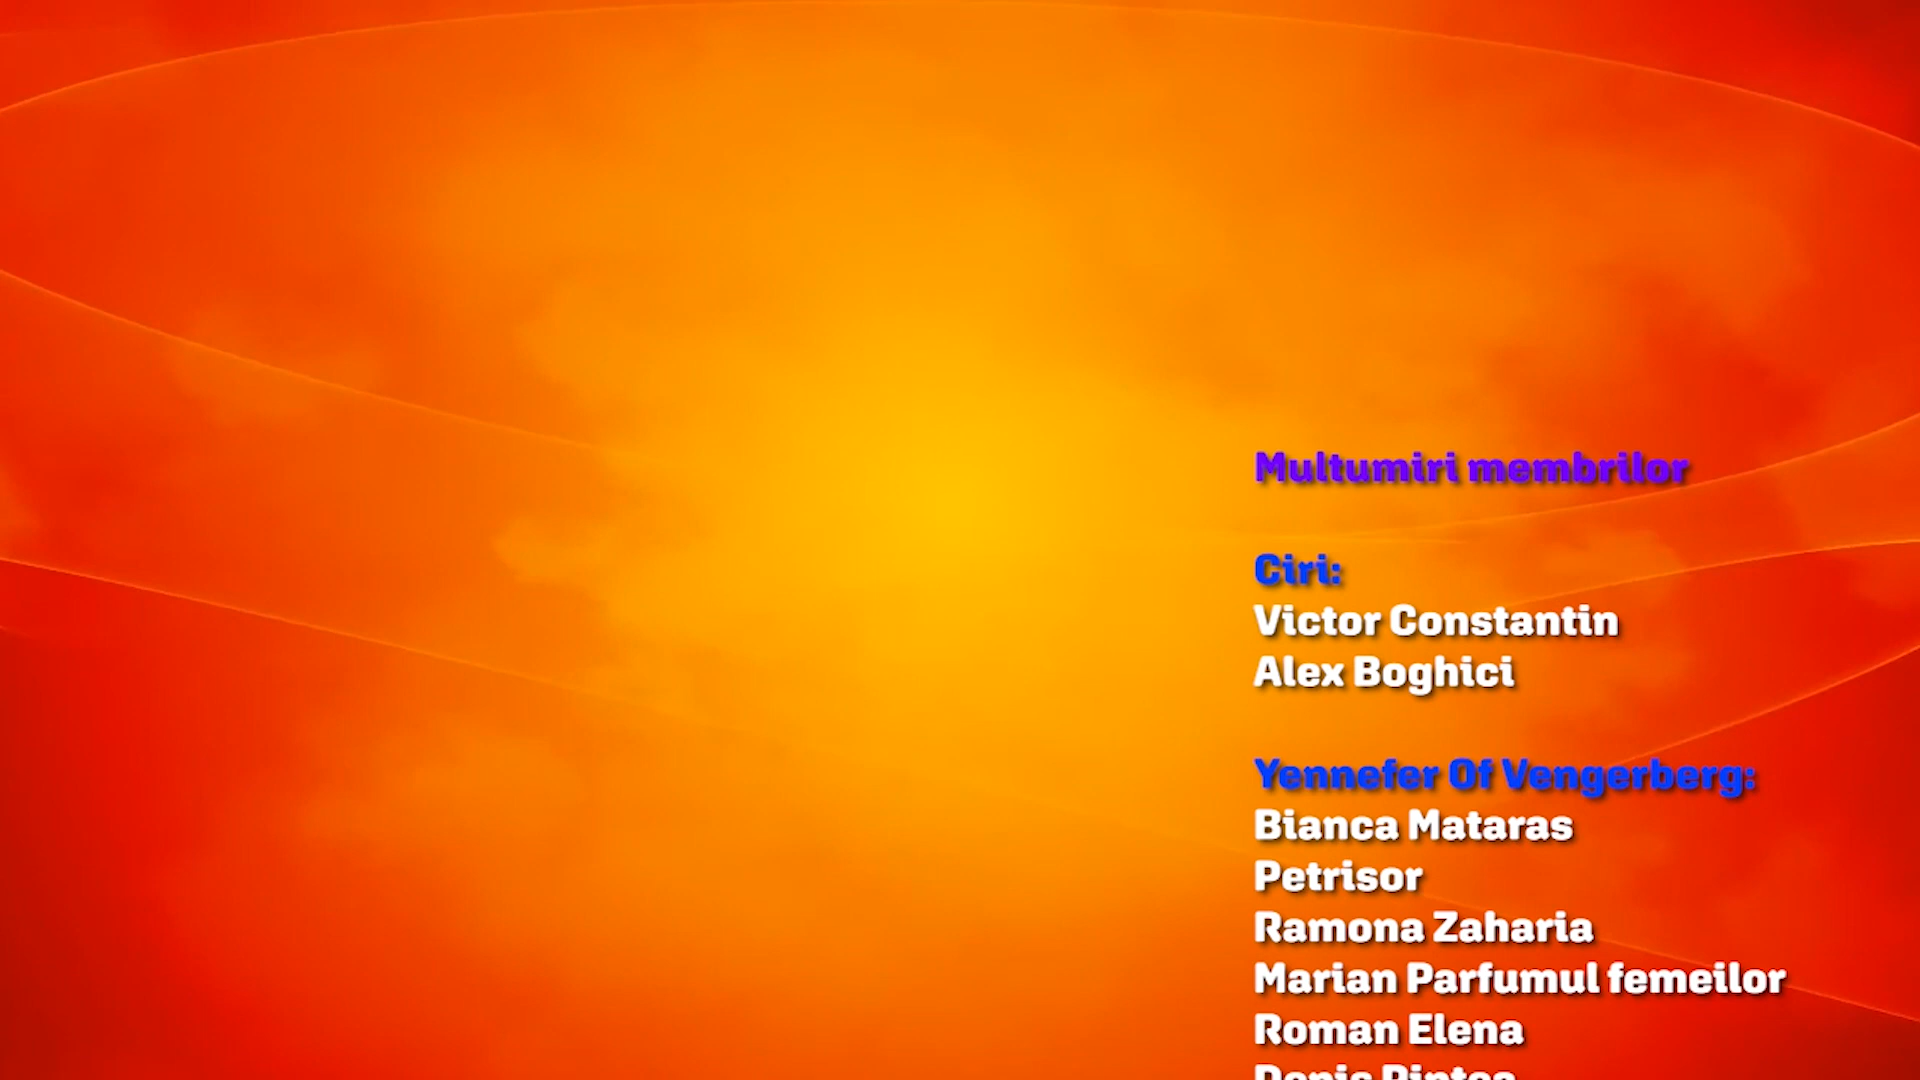 Multumiri membrilor
Ciri:
Victor Constantin
Alex Boghici
Yennefer Of Vengerberg:
Bianca Mataras
Petrisor
Ramona Zaharia
Marian Parfumul femeilor
Roman Elena